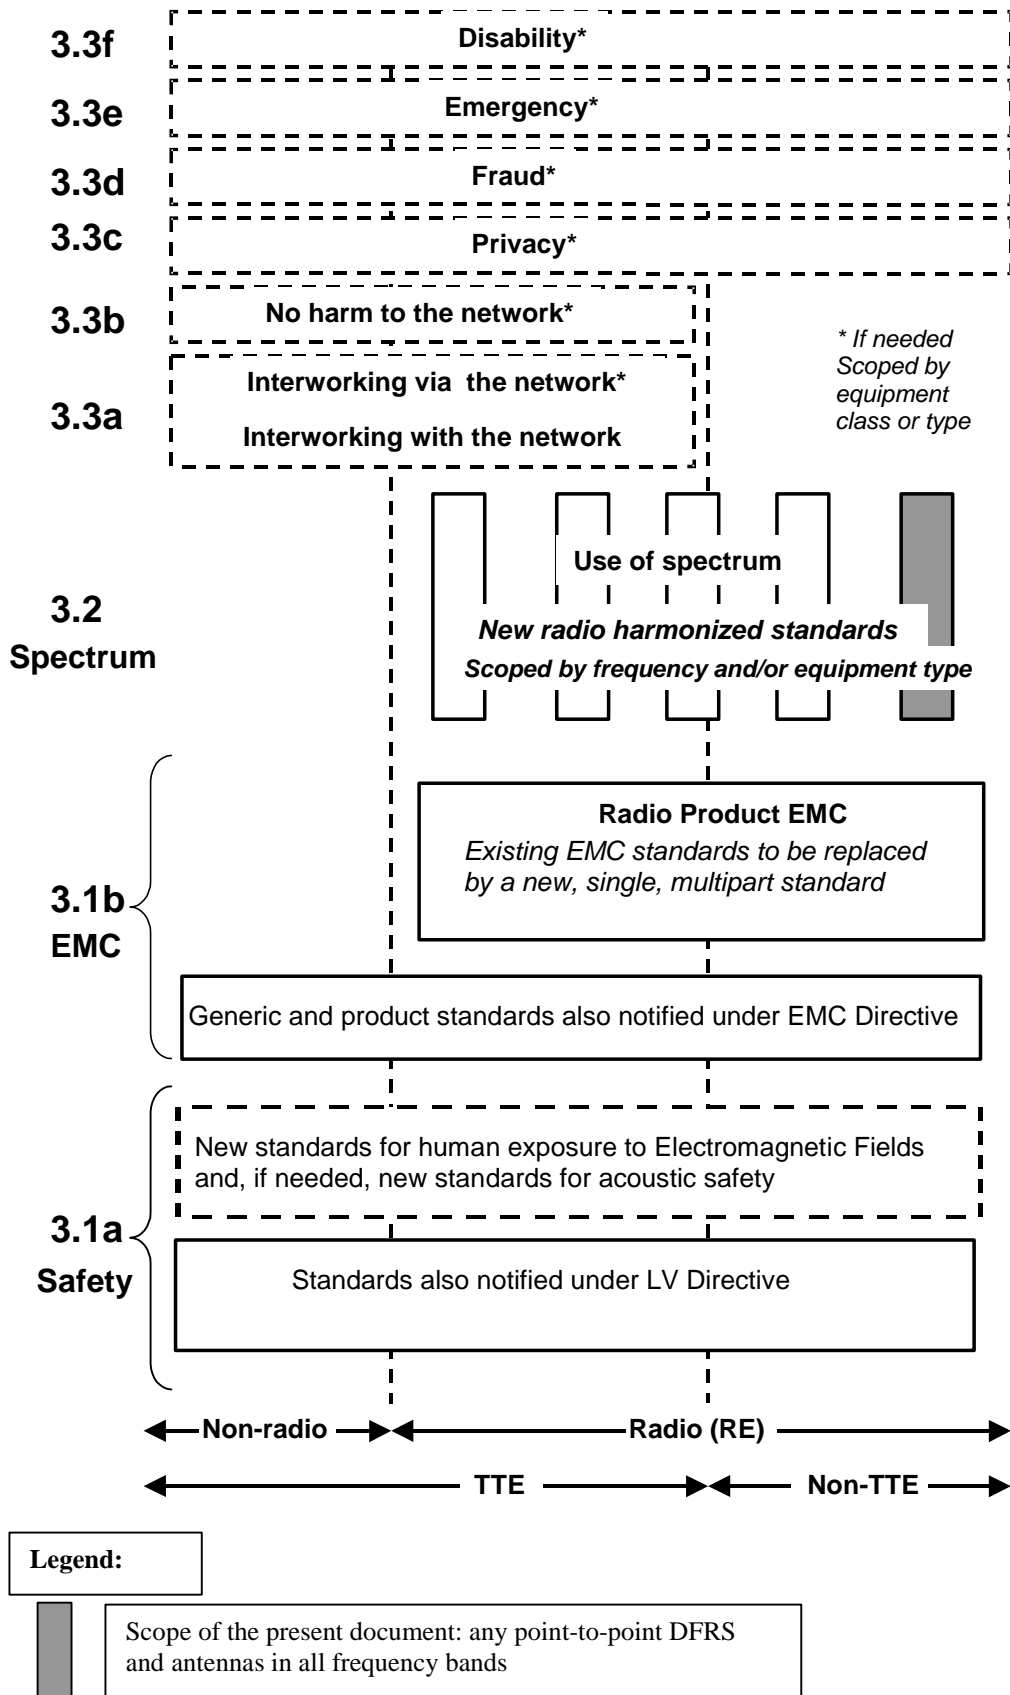 3.3f
Disability*
3.3e
Emergency*
3.3d
Fraud*
3.3c
Privacy*
3.3b
No harm to the network*
* If needed
Scoped by
equipment
class or type
3.3a
Interworking via the network*
Interworking with the network
3.2
Spectrum
Use of spectrum
New radio harmonized standards
Scoped by frequency and/or equipment type
3.1b
EMC
Radio Product EMC
Existing EMC standards to be replaced
by a new, single, multipart standard
Generic and product standards also notified under EMC Directive
3.1a
Safety
New standards for human exposure to Electromagnetic Fields
and, if needed, new standards for acoustic safety
Standards also notified under LV Directive
Non-radio
Radio (RE)
TTE
Non-TTE
Legend:
Scope of the present document: any point-to-point DFRS
and antennas in all frequency bands